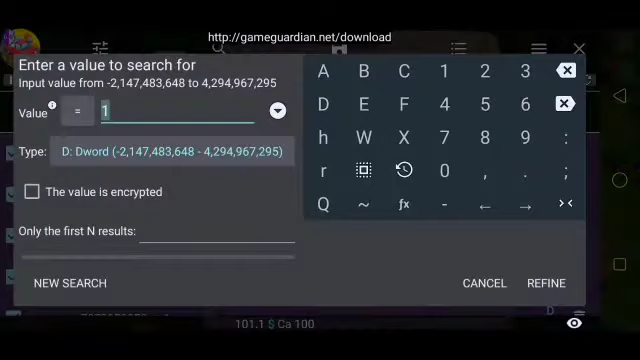 http://gameguardian.net/download
Enter a value to search for
Input value from -2,147,483,648 to 4,294,967,295
Value = 1
Type: D: Dword (-2,147,483,648 - 4,294,967,295)
The value is encrypted
Only the first N results:
NEW SEARCH CANCEL REFINE
A B C 1 2 3
D E F 4 5 6
h W X 7 8 9 :
r 0 , . ;
Q ~ ƒx - ← → ><
D
101.1 $ Ca 100